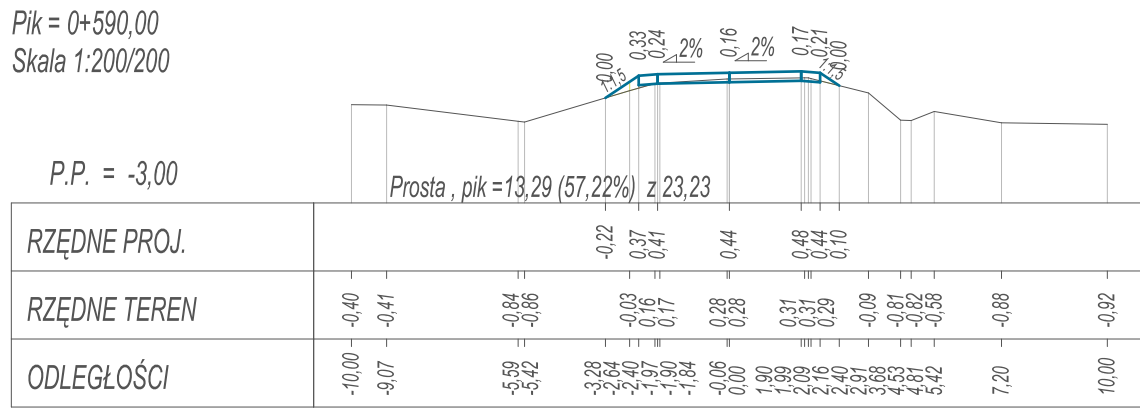 Pik = 0+590,00
Skala 1:200/200
0,00 0,33 0,24 2% 0,16 2% 0,17 0,21 0,00
1:1,5 1:1,5
P.P. = -3,00
Prosta , pik =13,29 (57,22%) z 23,23
RZĘDNE PROJ. -0,22 0,37 0,41 0,44 0,48 0,44 0,10
RZĘDNE TEREN -0,40 -0,41 -0,84 -0,86 -0,03 0,16 0,17 0,28 0,28 0,31 0,31 0,29 -0,09 -0,81 -0,82 -0,58 -0,88 -0,92
ODLEGŁOŚCI -10,00 -9,07 -5,59 -5,42 -3,28 -2,64 -2,40 -1,97 -1,90 -1,84 -0,06 0,00 1,90 1,99 2,09 2,16 2,40 2,91 3,68 4,53 4,81 5,42 7,20 10,00